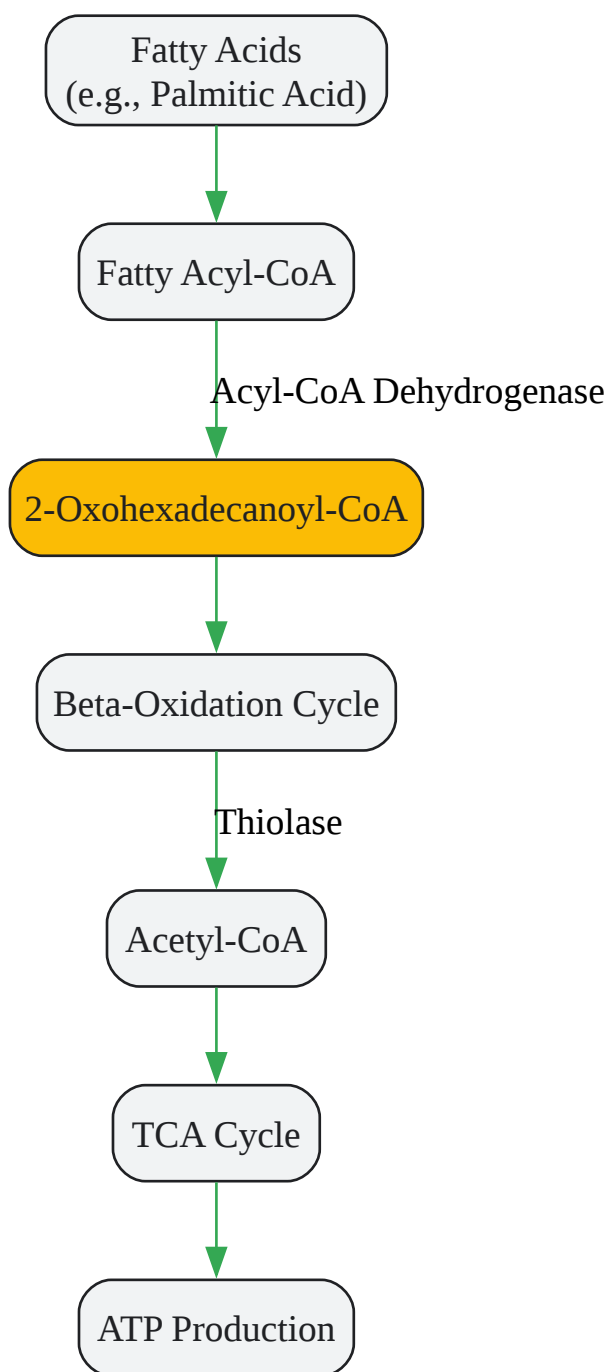 Fatty Acids
(e.g., Palmitic Acid)
Fatty Acyl-CoA
Acyl-CoA Dehydrogenase
2-Oxohexadecanoyl-CoA
Beta-Oxidation Cycle
Thiolase
Acetyl-CoA
TCA Cycle
ATP Production